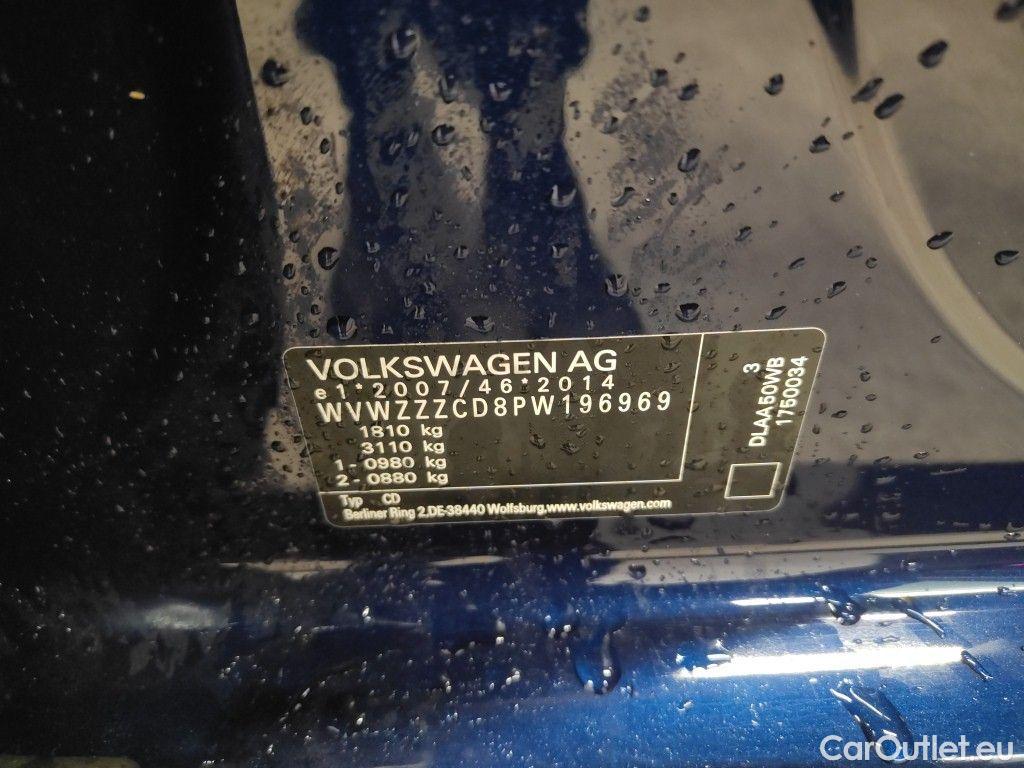 VOLKSWAGEN AG
e1*2007/46*2014
WVWZZZCD8PW196969
1810 kg
3110 kg
1 - 0980 kg
2 - 0880 kg
Typ CD
Berliner Ring 2.DE-38440 Wolfsburg.www.volkswagen.com
3
DLAA50WB
1750034
CarOutlet.eu